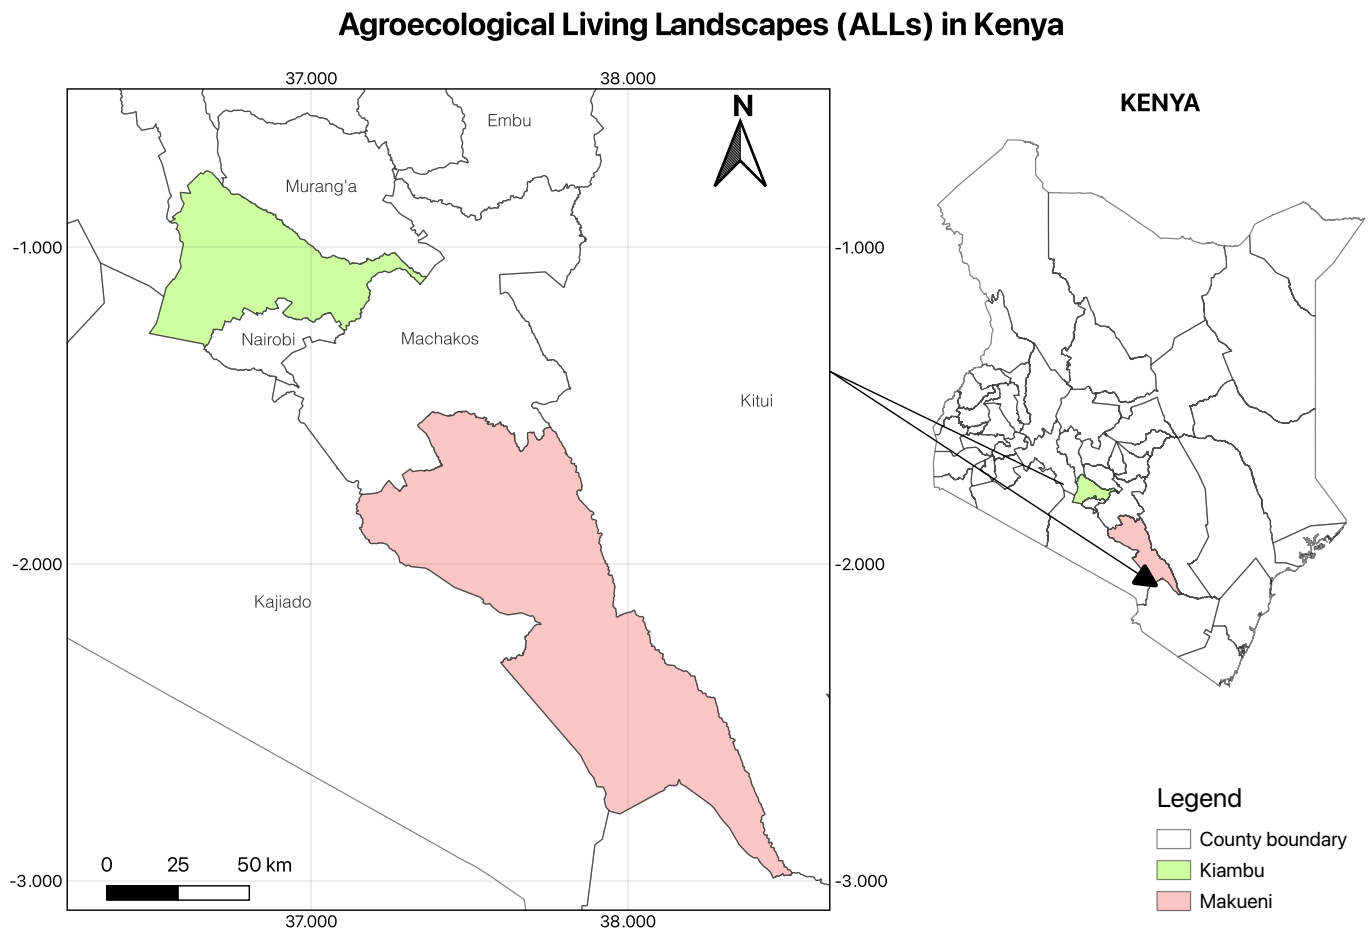 Agroecological Living Landscapes (ALLs) in Kenya
37.000 38.000
N
KENYA
Embu
Murang'a
-1.000 -1.000
Nairobi
Machakos
Kitui
-2.000 -2.000
Kajiado
Legend
County boundary
Kiambu
Makueni
0 25 50 km
-3.000 -3.000
37.000 38.000